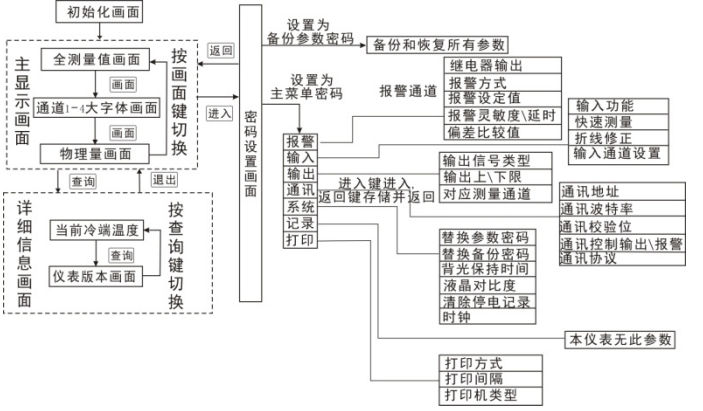 初始化画面
主显示画面
全测量值画面
画面
通道1-4大字体画面
画面
物理量画面
按画面键切换
返回
进入
查询
退出
详细信息画面
当前冷端温度
查询
仪表版本画面
按查询键切换
密码设置画面
设置为
备份参数密码
备份和恢复所有参数
设置为
主菜单密码
报警
输入
输出
通讯
系统
记录
打印
报警通道
继电器输出
报警方式
报警设定值
报警灵敏度\延时
偏差比较值
输入功能
快速测量
折线修正
输入通道设置
输出信号类型
输出上\下限
对应测量通道
进入键进入,
返回键存储并返回
通讯地址
通讯波特率
通讯校验位
通讯控制输出\报警
通讯协议
替换参数密码
替换备份密码
背光保持时间
液晶对比度
清除停电记录
时钟
本仪表无此参数
打印方式
打印间隔
打印机类型